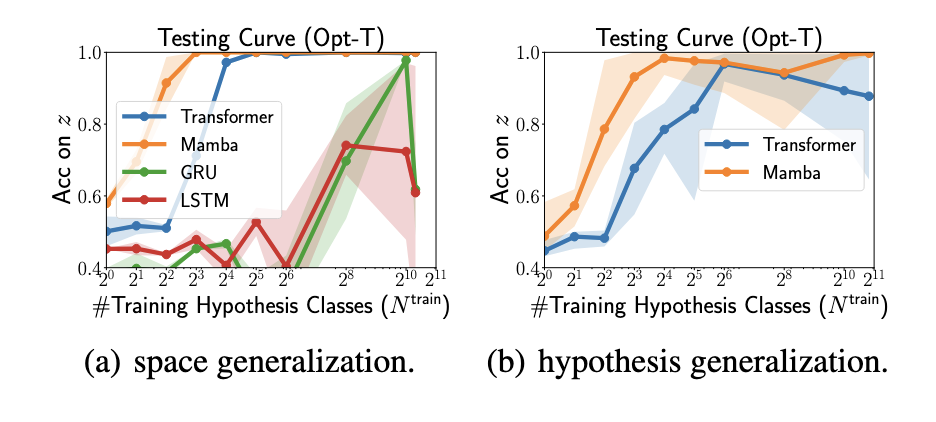 Testing Curve (Opt-T)
1.0
0.8
0.6
0.4
Acc on z
Transformer
Mamba
GRU
LSTM
2^0 2^1 2^2 2^3 2^4 2^5 2^6 2^8 2^10 2^11
#Training Hypothesis Classes (N^train)
(a) space generalization.
Testing Curve (Opt-T)
1.0
0.8
0.6
0.4
Acc on z
Transformer
Mamba
2^0 2^1 2^2 2^3 2^4 2^5 2^6 2^8 2^10 2^11
#Training Hypothesis Classes (N^train)
(b) hypothesis generalization.